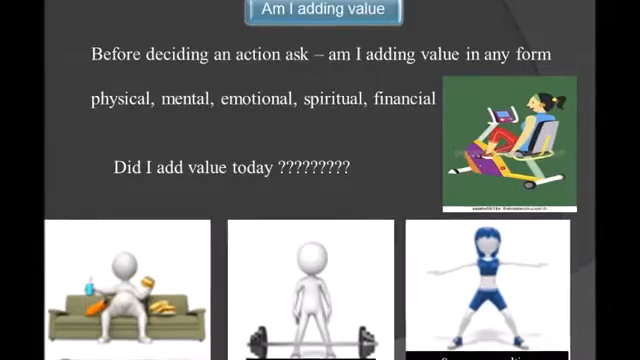 Am I adding value
Before deciding an action ask – am I adding value in any form
physical, mental, emotional, spiritual, financial
Did I add value today ?????????